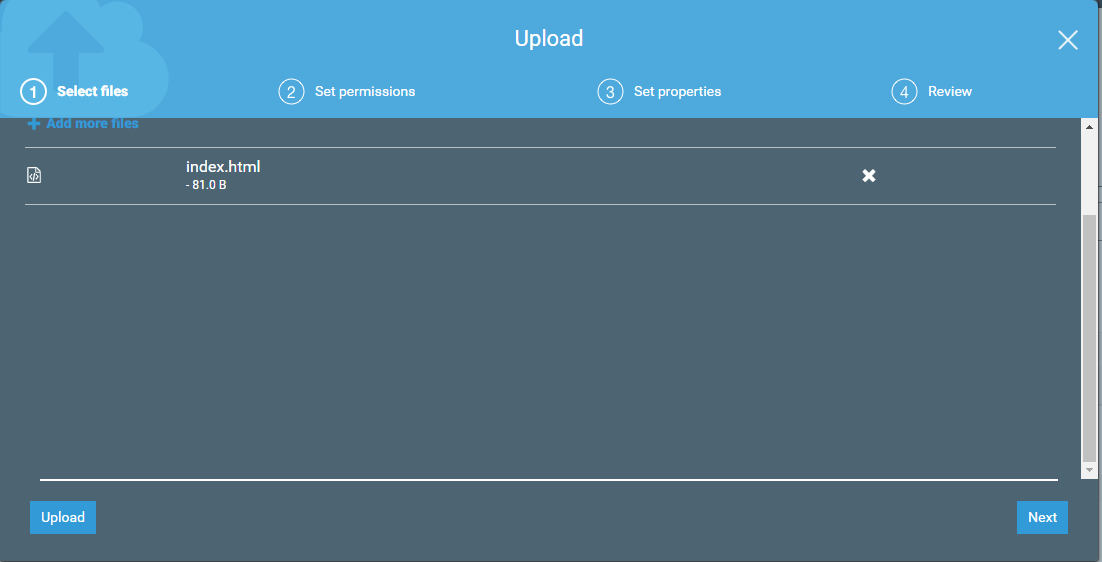 Upload
1 Select files
2 Set permissions
3 Set properties
4 Review
Add more files
index.html
- 81.0 B
Upload
Next